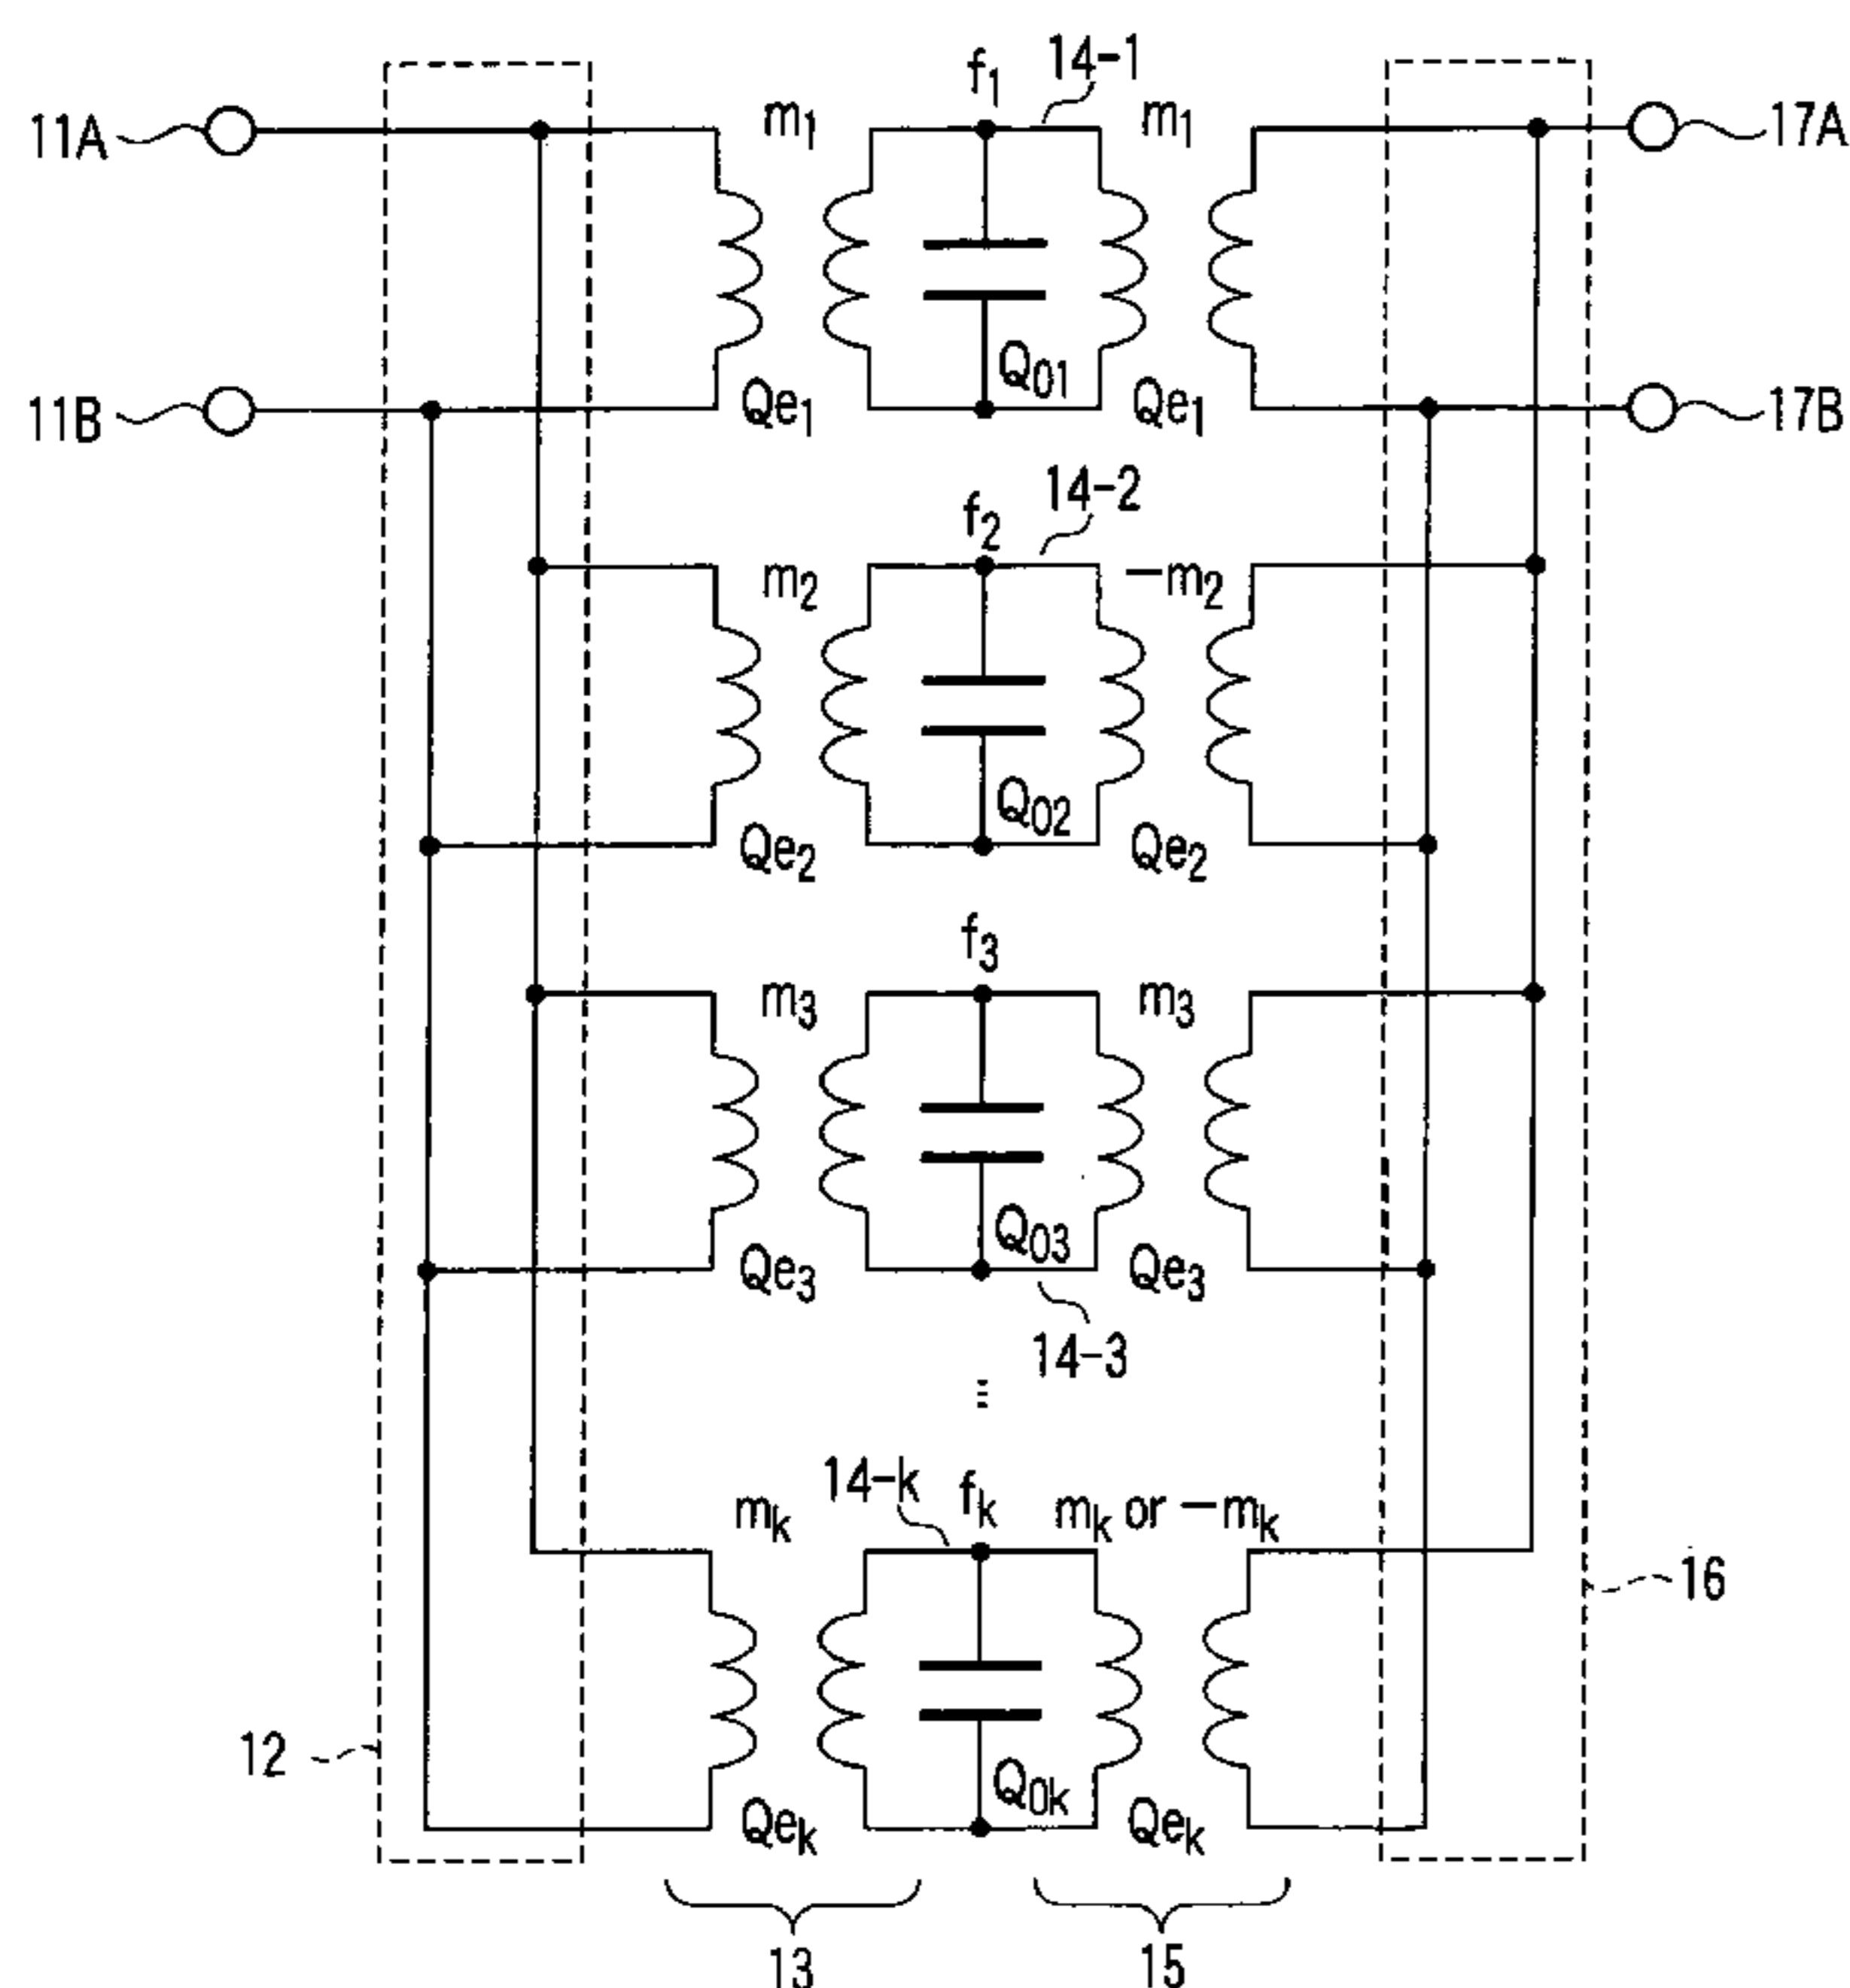 f₁ 14-1
11A m₁ m₁ 17A
Q₀₁
11B Qe₁ Qe₁ 17B
f₂ 14-2
m₂ −m₂
Q₀₂
Qe₂ Qe₂
f₃
m₃ m₃
Q₀₃
Qe₃ Qe₃
14-3
14-k fₖ
mₖ mₖ or −mₖ
16
12
Q₀ₖ
Qeₖ Qeₖ
13 15